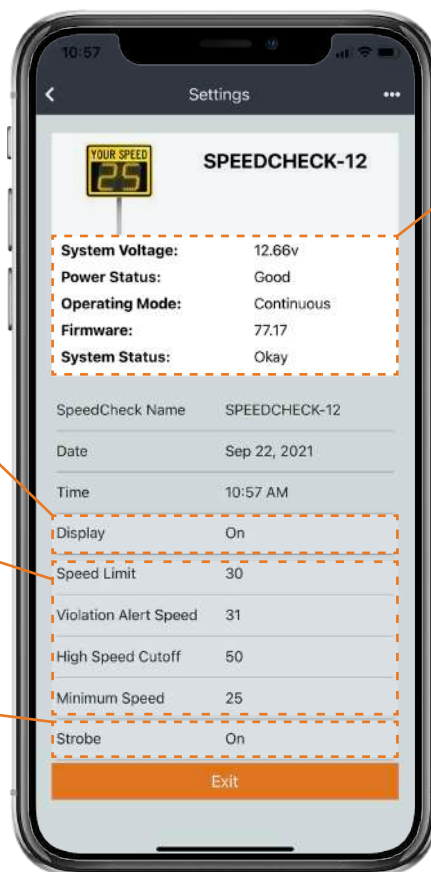 10:57
Settings
YOUR SPEED
25
SPEEDCHECK-12
System Voltage: 12.66v
Power Status: Good
Operating Mode: Continuous
Firmware: 77.17
System Status: Okay
SpeedCheck Name SPEEDCHECK-12
Date Sep 22, 2021
Time 10:57 AM
Display On
Speed Limit 30
Violation Alert Speed 31
High Speed Cutoff 50
Minimum Speed 25
Strobe On
Exit